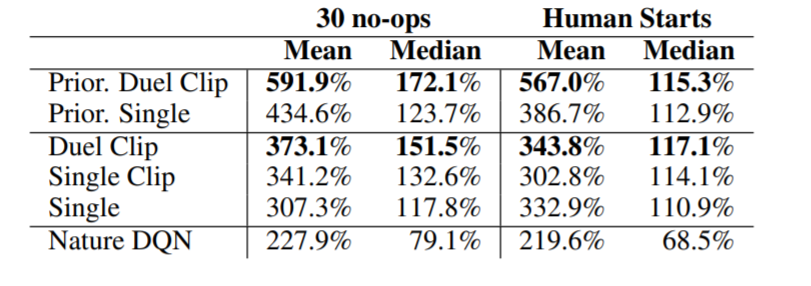 30 no-ops Human Starts
Mean Median Mean Median
Prior. Duel Clip 591.9% 172.1% 567.0% 115.3%
Prior. Single 434.6% 123.7% 386.7% 112.9%
Duel Clip 373.1% 151.5% 343.8% 117.1%
Single Clip 341.2% 132.6% 302.8% 114.1%
Single 307.3% 117.8% 332.9% 110.9%
Nature DQN 227.9% 79.1% 219.6% 68.5%